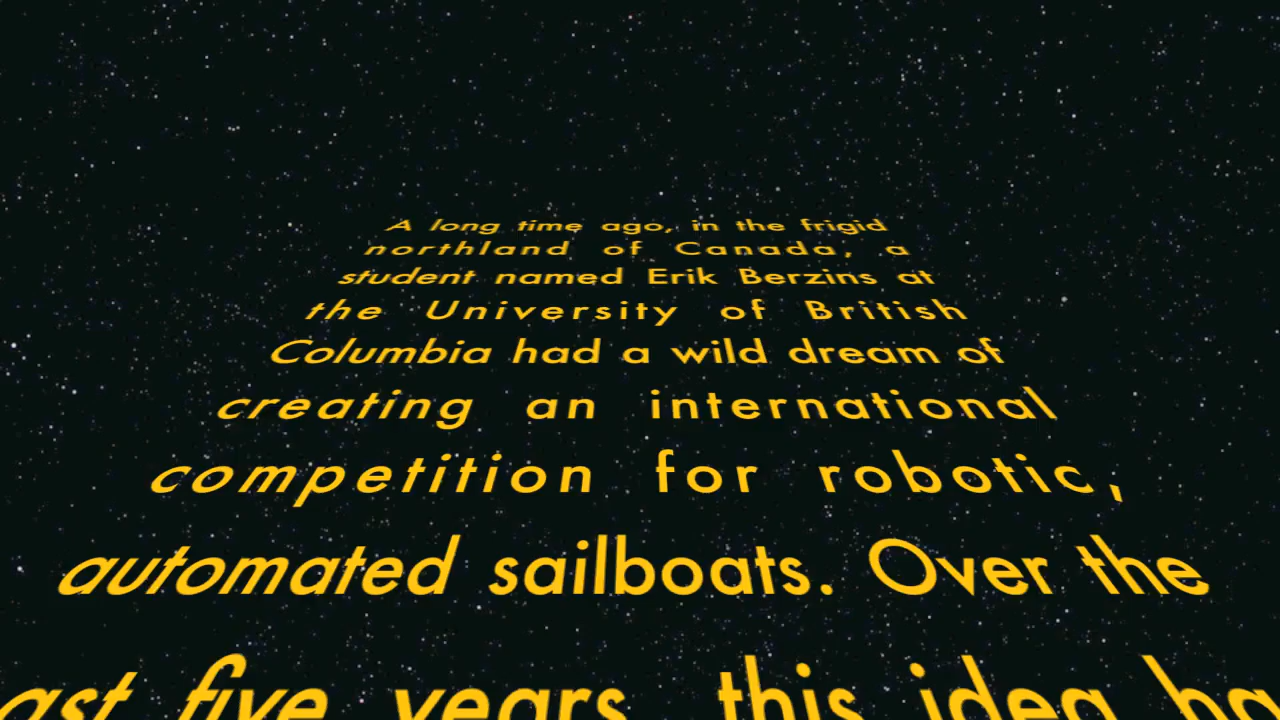 A long time ago, in the frigid
northland of Canada, a
student named Erik Berzins at
the University of British
Columbia had a wild dream of
creating an international
competition for robotic,
automated sailboats. Over the
five years, this idea